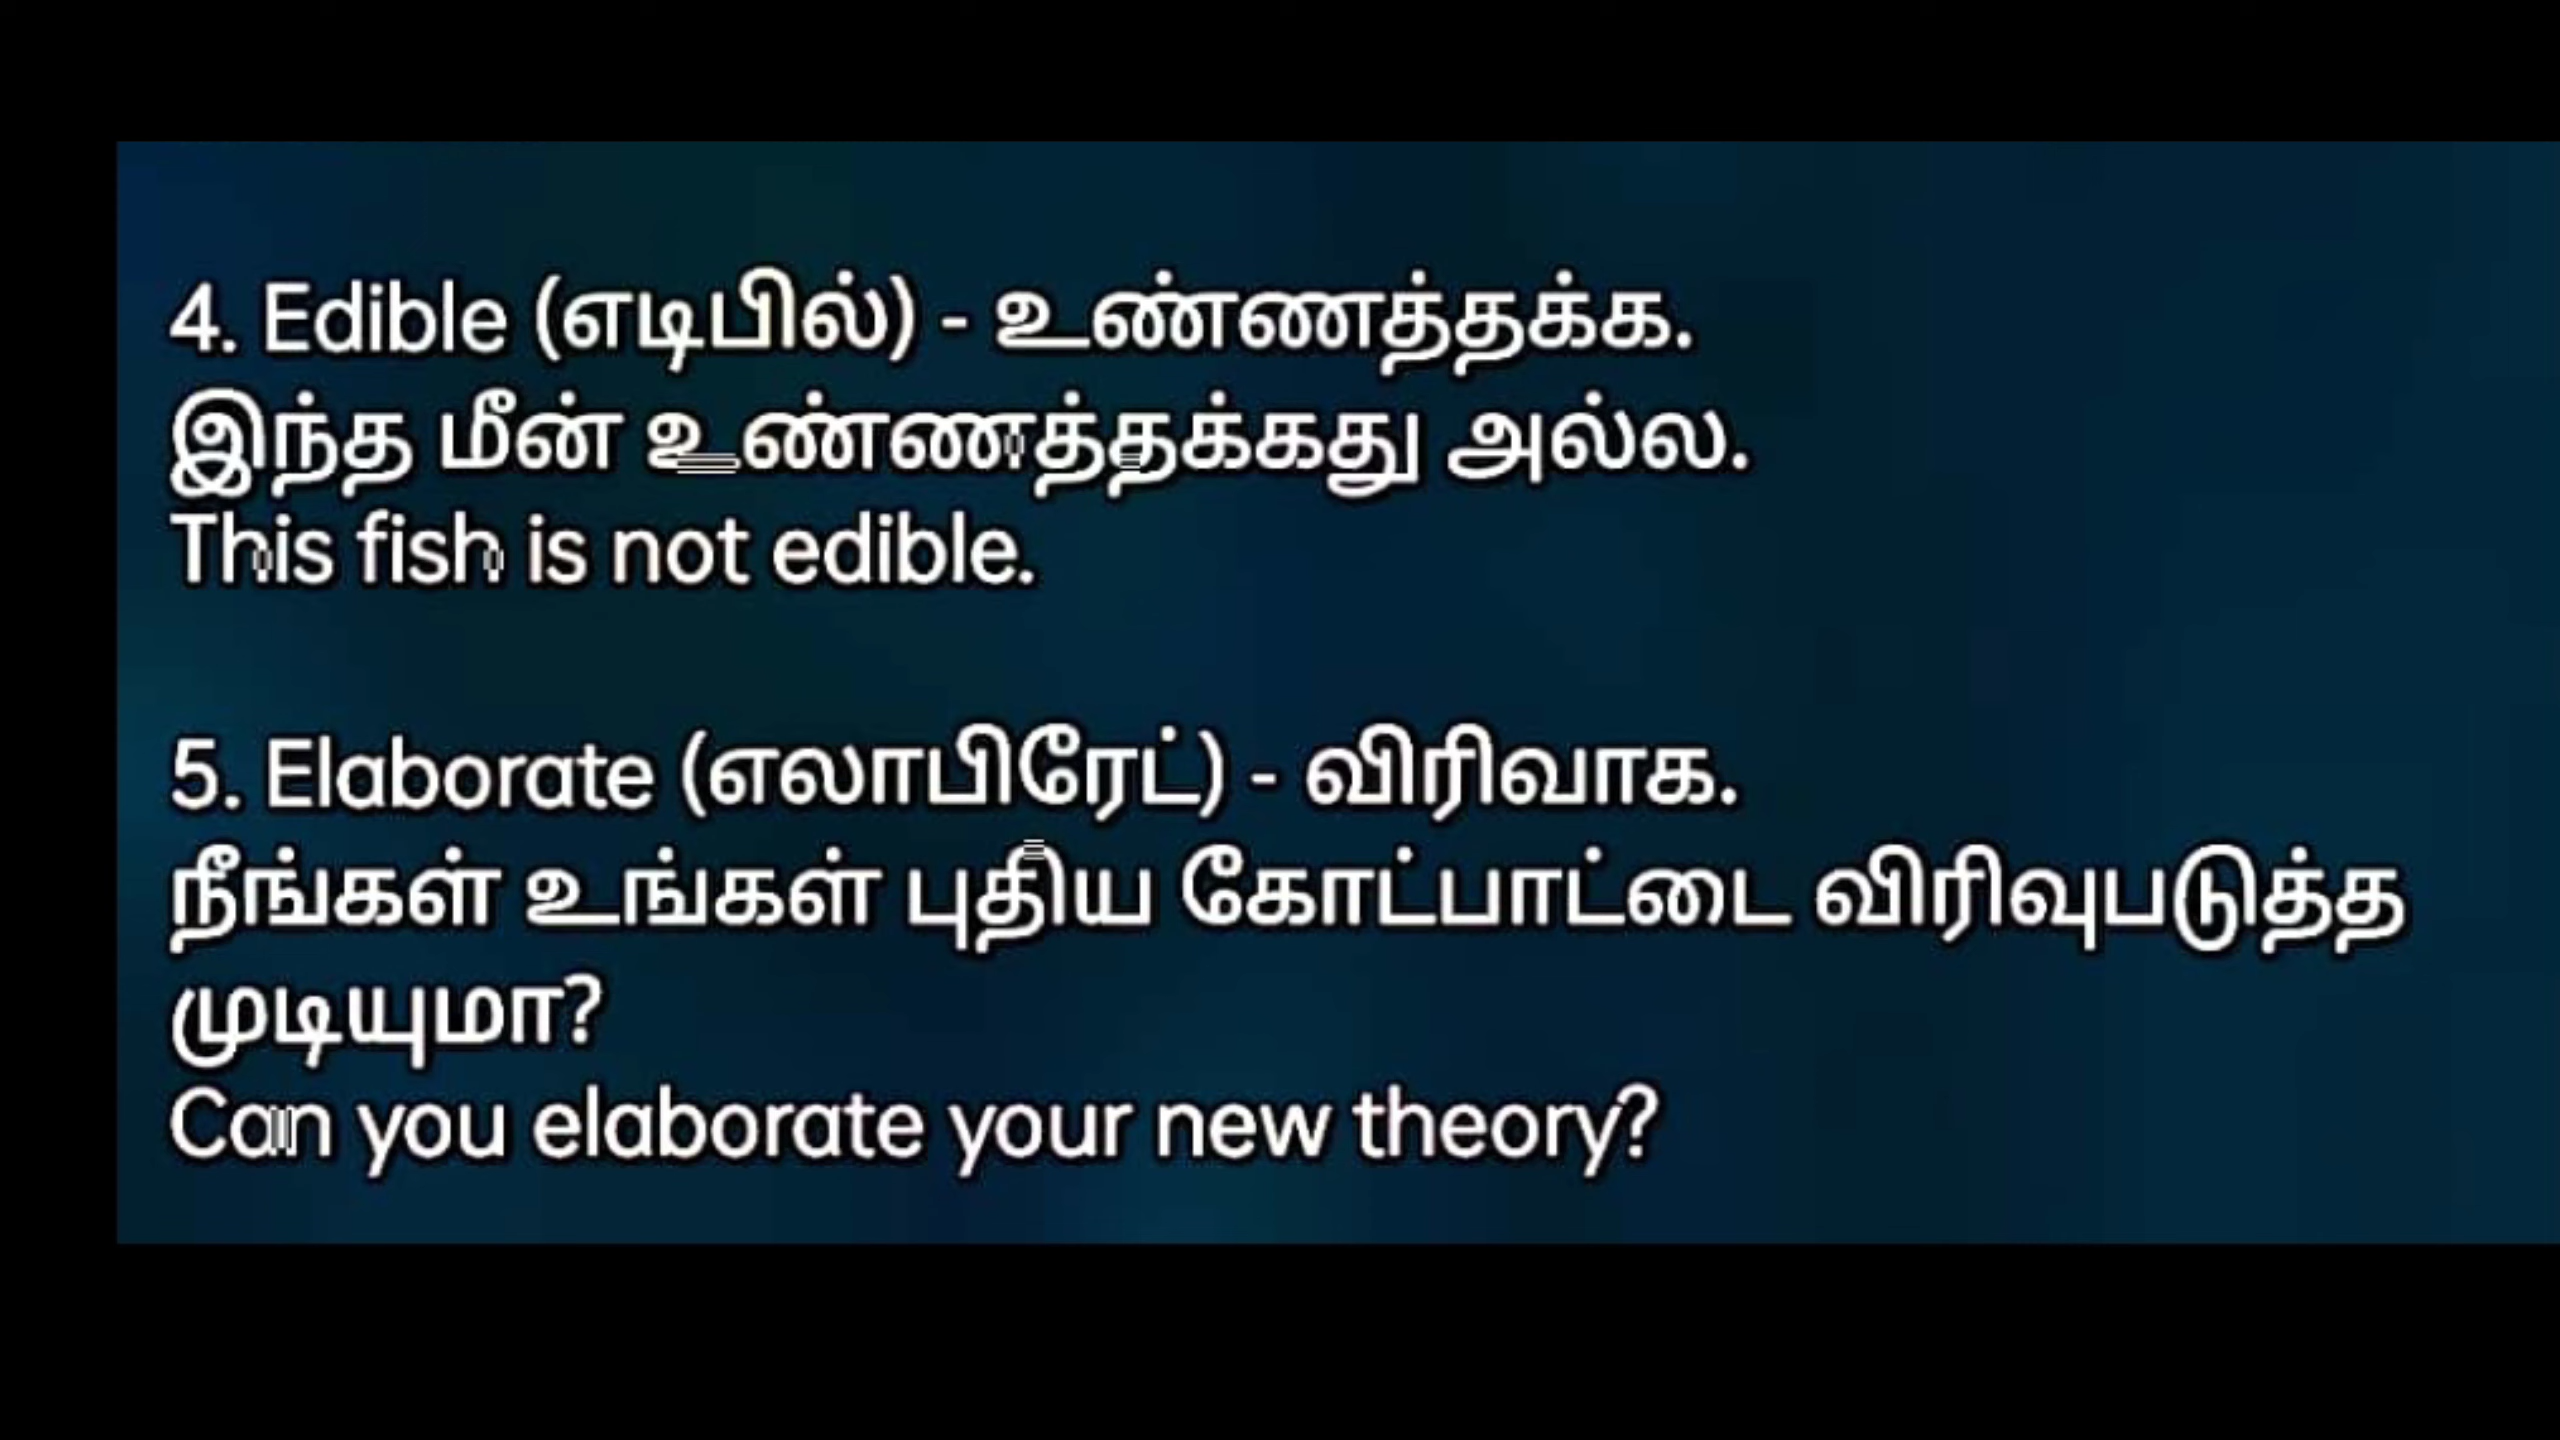 4. Edible (எடிபில்) - உண்ணத்தக்க.
இந்த மீன் உண்ணத்தக்கது அல்ல.
This fish is not edible.
5. Elaborate (எலாபிரேட்) - விரிவாக.
நீங்கள் உங்கள் புதிய கோட்பாட்டை விரிவுபடுத்த
முடியுமா?
Can you elaborate your new theory?